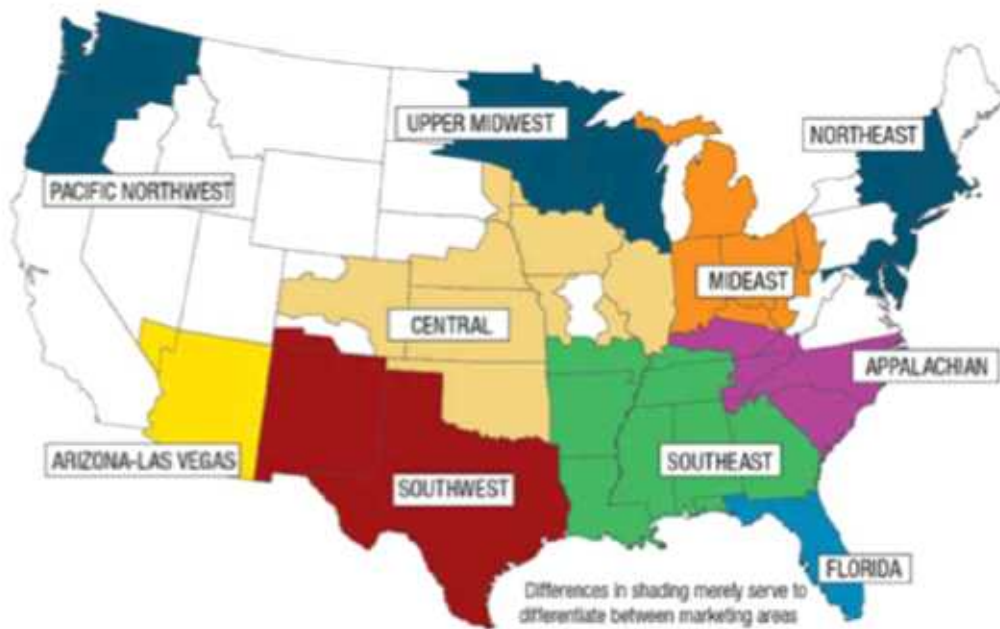 UPPER MIDWEST
NORTHEAST
PACIFIC NORTHWEST
MIDEAST
CENTRAL
APPALACHIAN
ARIZONA-LAS VEGAS
SOUTHEAST
SOUTHWEST
FLORIDA
Differences in shading merely serve to
differentiate between marketing areas